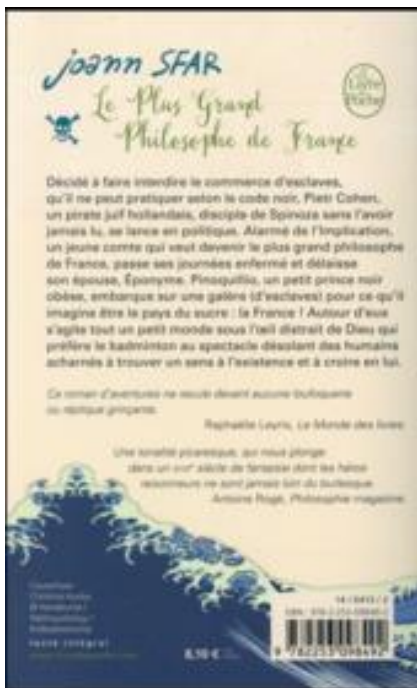 Joann SFAR
Le Livre
de Poche
Le Plus Grand
Philosophe de France
Décidé à faire interdire le commerce d'esclaves,
qu'il ne peut pratiquer selon le code noir, Pietr Cohen,
un pirate juif hollandais, disciple de Spinoza sans l'avoir
jamais lu, se lance en politique. Alarmé de l'Implication,
un jeune comte qui veut devenir le plus grand philosophe
de France, passe ses journées enfermé et délaisse
son épouse, Éponyme. Pinoquillio, un petit prince noir
obèse, embarque sur une galère (d'esclaves) pour ce qu'il
imagine être le pays du sucre : la France ! Autour d'eux
s'agite tout un petit monde sous l'œil distrait de Dieu qui
préfère le badminton au spectacle désolant des humains
acharnés à trouver un sens à l'existence et à croire en lui.
Ce roman d'aventures ne recule devant aucune loufoquerie
ou réplique grinçante.
Raphaëlle Leyris, Le Monde des livres.
Une tonalité picaresque, qui nous plonge
dans un XVIIIe siècle de fantaisie dont les héros
raisonneurs ne sont jamais loin du burlesque.
Antoine Rogé, Philosophie magazine.
Couverture :
texte intégral
8,10 €
9 782253 098492